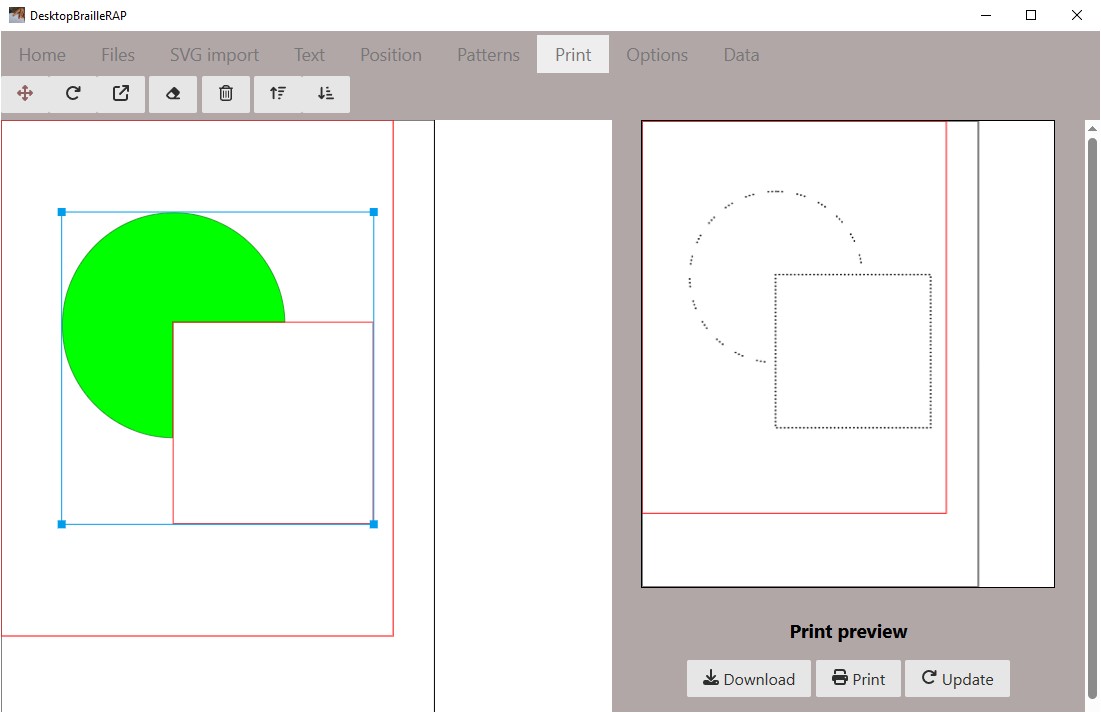 DesktopBrailleRAP
Home Files SVG import Text Position Patterns Print Options Data
Print preview
Download Print Update